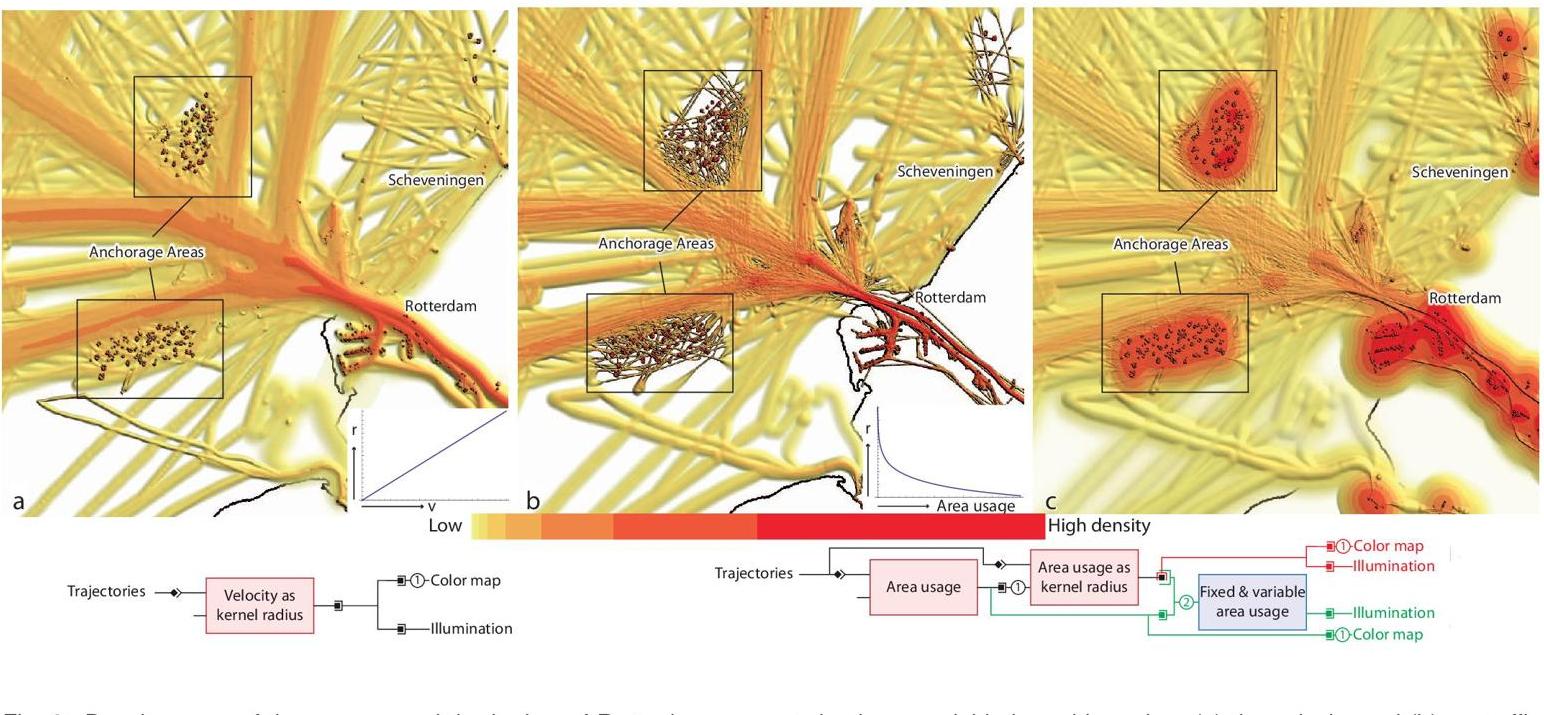 Scheveningen
Anchorage Areas
Rotterdam
r
v
a
Scheveningen
Anchorage Areas
Rotterdam
r
Area usage
b
Scheveningen
Anchorage Areas
Rotterdam
c
Low
High density
Trajectories
Velocity as
kernel radius
1 Color map
Illumination
Trajectories
Area usage
1
Area usage as
kernel radius
2
Fixed & variable
area usage
1 Color map
Illumination
Illumination
1 Color map